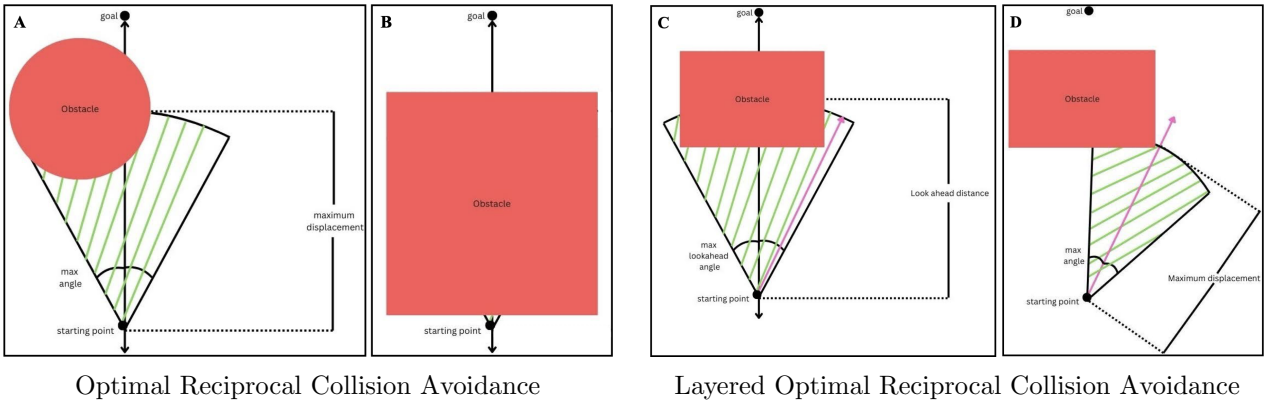 A
goal
Obstacle
maximum
displacement
max
angle
starting point
B
goal
Obstacle
starting point
C
goal
Obstacle
Look ahead distance
max
lookahead
angle
starting point
D
goal
Obstacle
max
angle
starting point
Maximum displacement
Optimal Reciprocal Collision Avoidance
Layered Optimal Reciprocal Collision Avoidance